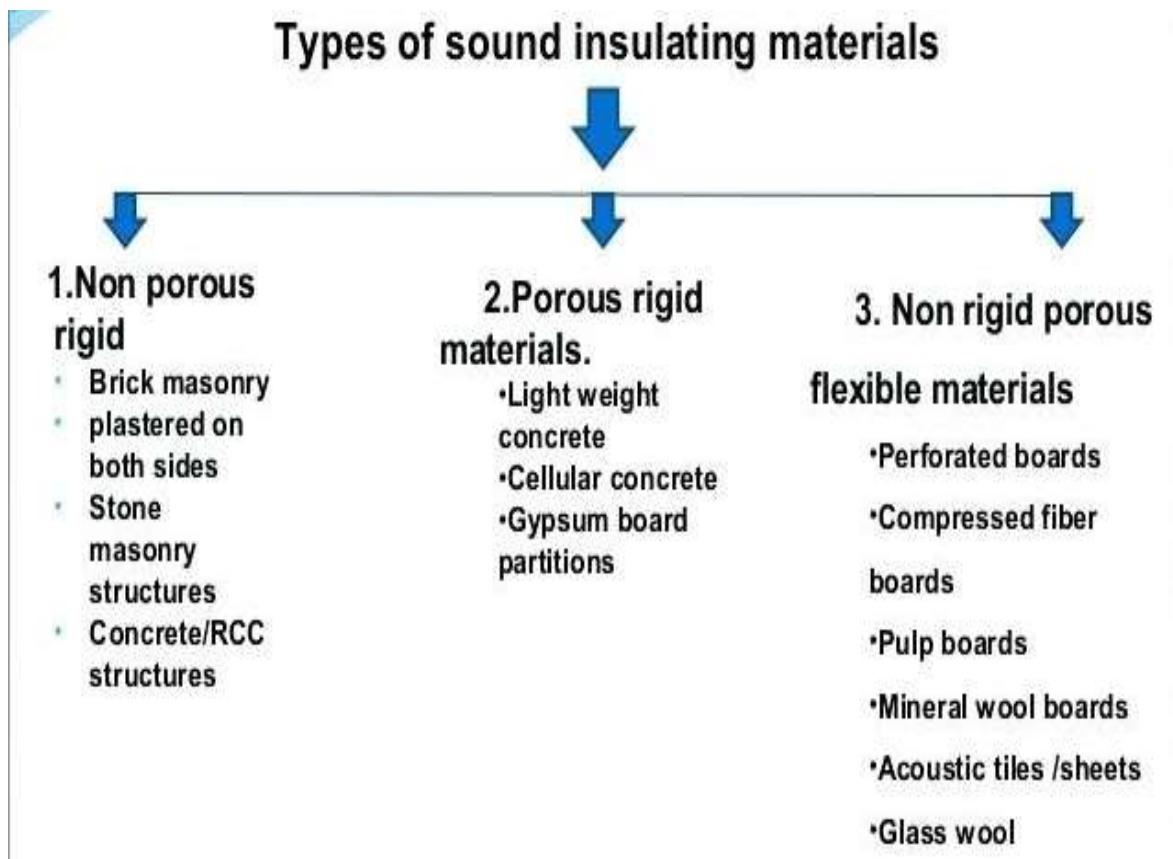 Types of sound insulating materials
1.Non porous
rigid
• Brick masonry
• plastered on
both sides
• Stone
masonry
structures
• Concrete/RCC
structures
2.Porous rigid
materials.
•Light weight
concrete
•Cellular concrete
•Gypsum board
partitions
3. Non rigid porous
flexible materials
•Perforated boards
•Compressed fiber
boards
•Pulp boards
•Mineral wool boards
•Acoustic tiles /sheets
•Glass wool